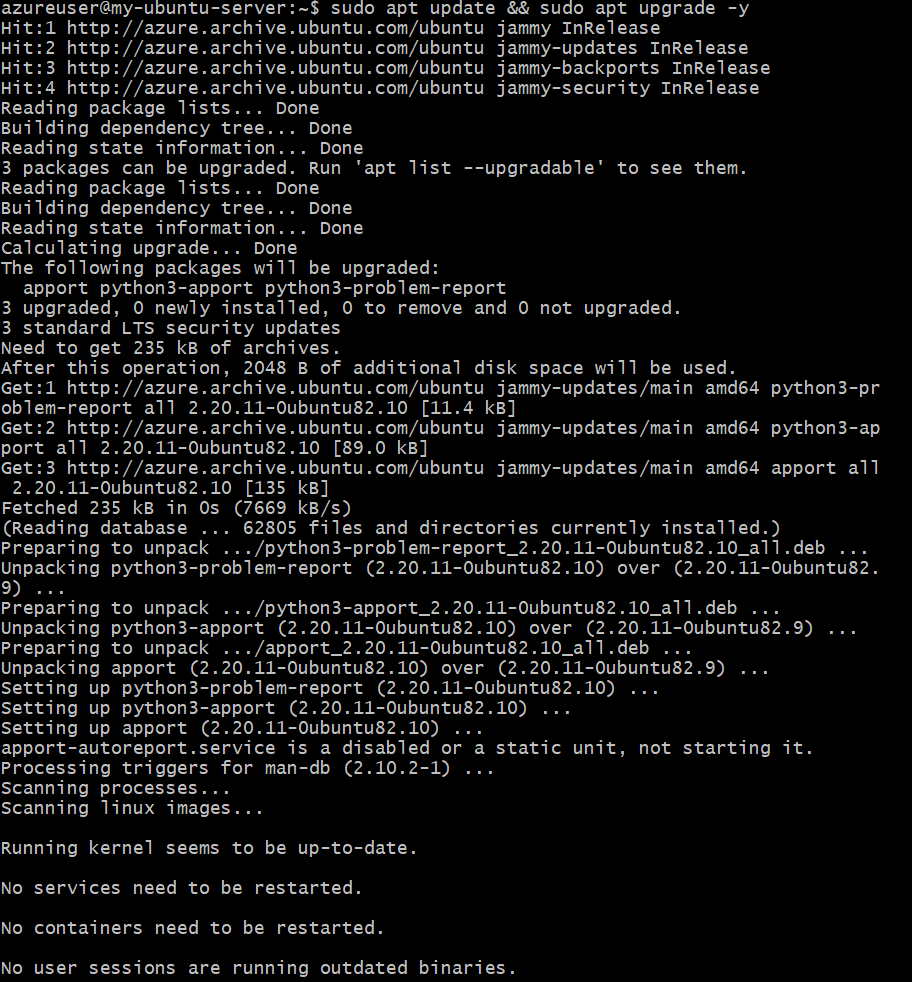 azureuser@my-ubuntu-server:~$ sudo apt update && sudo apt upgrade -y
Hit:1 http://azure.archive.ubuntu.com/ubuntu jammy InRelease
Hit:2 http://azure.archive.ubuntu.com/ubuntu jammy-updates InRelease
Hit:3 http://azure.archive.ubuntu.com/ubuntu jammy-backports InRelease
Hit:4 http://azure.archive.ubuntu.com/ubuntu jammy-security InRelease
Reading package lists... Done
Building dependency tree... Done
Reading state information... Done
3 packages can be upgraded. Run 'apt list --upgradable' to see them.
Reading package lists... Done
Building dependency tree... Done
Reading state information... Done
Calculating upgrade... Done
The following packages will be upgraded:
  apport python3-apport python3-problem-report
3 upgraded, 0 newly installed, 0 to remove and 0 not upgraded.
3 standard LTS security updates
Need to get 235 kB of archives.
After this operation, 2048 B of additional disk space will be used.
Get:1 http://azure.archive.ubuntu.com/ubuntu jammy-updates/main amd64 python3-pr
oblem-report all 2.20.11-0ubuntu82.10 [11.4 kB]
Get:2 http://azure.archive.ubuntu.com/ubuntu jammy-updates/main amd64 python3-ap
port all 2.20.11-0ubuntu82.10 [89.0 kB]
Get:3 http://azure.archive.ubuntu.com/ubuntu jammy-updates/main amd64 apport all
 2.20.11-0ubuntu82.10 [135 kB]
Fetched 235 kB in 0s (7669 kB/s)
(Reading database ... 62805 files and directories currently installed.)
Preparing to unpack .../python3-problem-report_2.20.11-0ubuntu82.10_all.deb ...
Unpacking python3-problem-report (2.20.11-0ubuntu82.10) over (2.20.11-0ubuntu82.
9) ...
Preparing to unpack .../python3-apport_2.20.11-0ubuntu82.10_all.deb ...
Unpacking python3-apport (2.20.11-0ubuntu82.10) over (2.20.11-0ubuntu82.9) ...
Preparing to unpack .../apport_2.20.11-0ubuntu82.10_all.deb ...
Unpacking apport (2.20.11-0ubuntu82.10) over (2.20.11-0ubuntu82.9) ...
Setting up python3-problem-report (2.20.11-0ubuntu82.10) ...
Setting up python3-apport (2.20.11-0ubuntu82.10) ...
Setting up apport (2.20.11-0ubuntu82.10) ...
apport-autoreport.service is a disabled or a static unit, not starting it.
Processing triggers for man-db (2.10.2-1) ...
Scanning processes...
Scanning linux images...

Running kernel seems to be up-to-date.

No services need to be restarted.

No containers need to be restarted.

No user sessions are running outdated binaries.